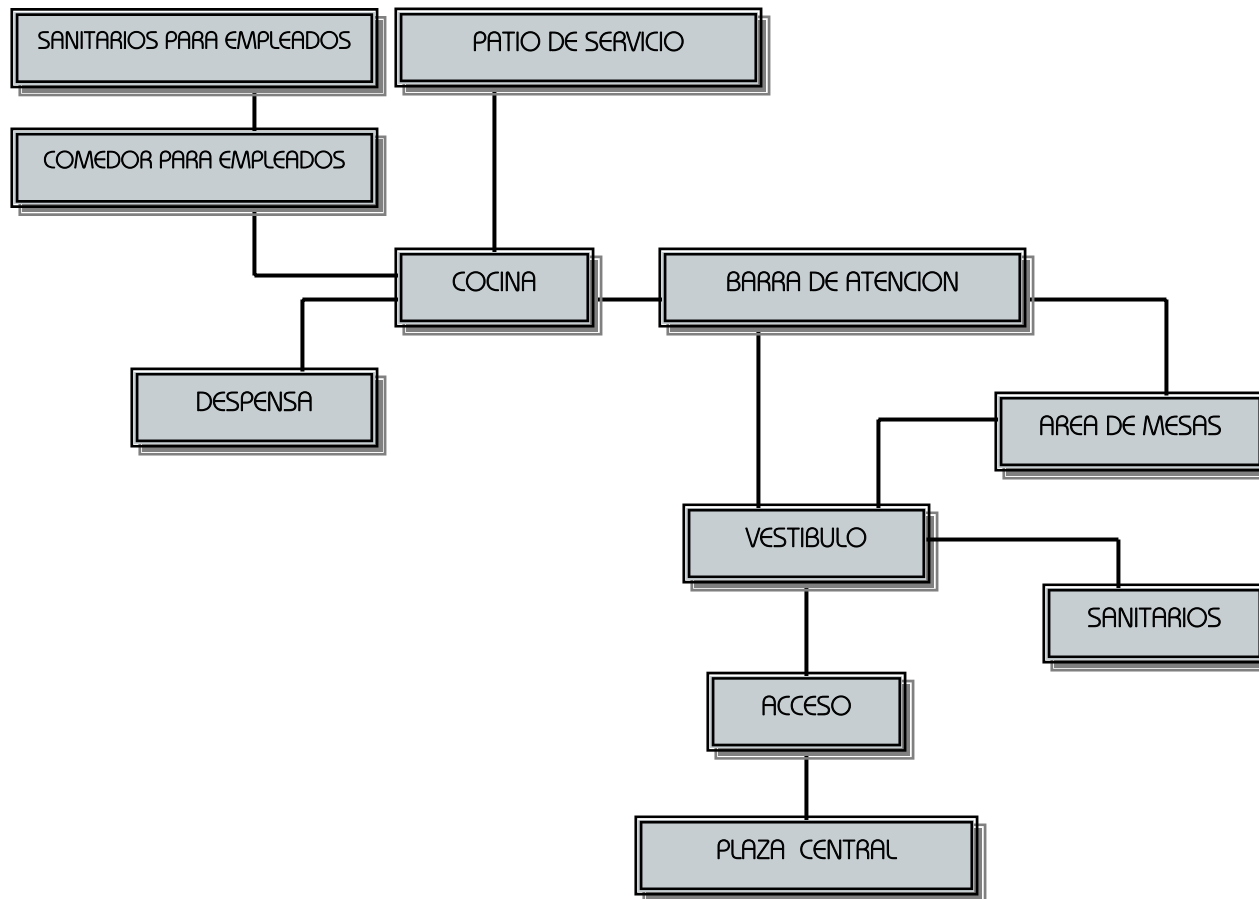 SANITARIOS PARA EMPLEADOS
PATIO DE SERVICIO
COMEDOR PARA EMPLEADOS
COCINA
BARRA DE ATENCION
DESPENSA
AREA DE MESAS
VESTIBULO
SANITARIOS
ACCESO
PLAZA CENTRAL